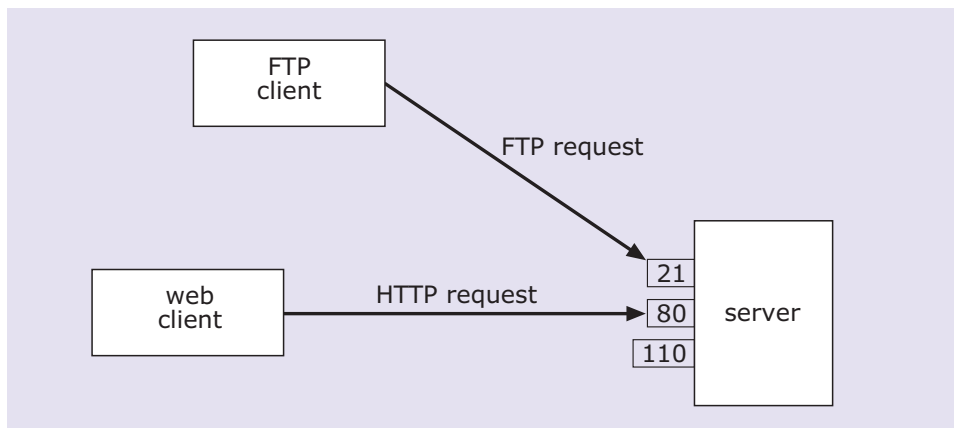 FTP
client
FTP request
web
client
HTTP request
21
80
110
server